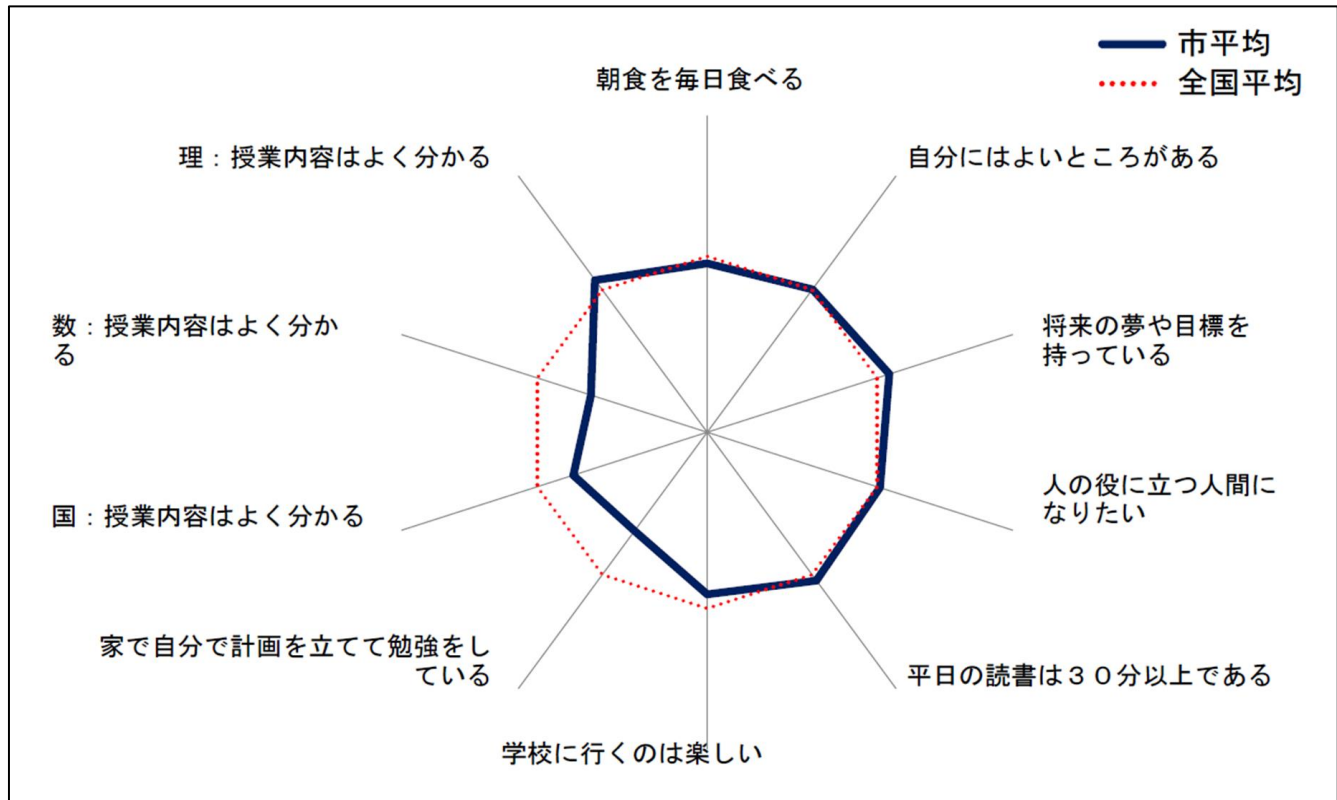 市平均
全国平均
朝食を毎日食べる
自分にはよいところがある
将来の夢や目標を
持っている
人の役に立つ人間に
なりたい
平日の読書は３０分以上である
学校に行くのは楽しい
家で自分で計画を立てて勉強をし
ている
国：授業内容はよく分かる
数：授業内容はよく分か
る
理：授業内容はよく分かる